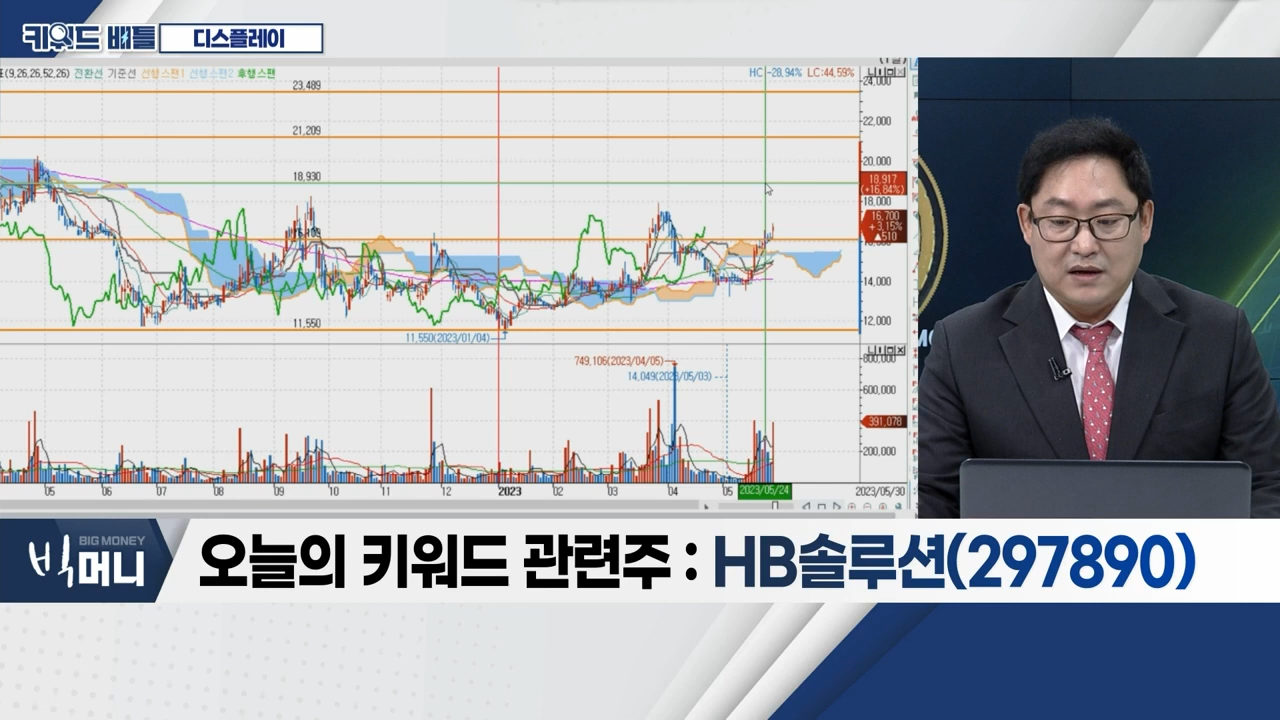 키워드 배틀
디스플레이
표(9,26,26,52,26) 전환선 기준선 선행스팬1 선행스팬2 후행스팬
HC -28.94% LC:44.59%
24,000
23,489
22,000
21,209
20,000
18,930
18,917
(+16.84%)
18,000
16,700
+3.15%
▲510
14,000
12,000
11,550
11,550(2023/01/04)
749,106(2023/04/05)
14,049(2023/05/03)
800,000
600,000
391,078
200,000
05 06 07 08 09 10 11 12 2023 02 03 04 05 2023/05/24 2023/05/30
BIG MONEY
빅머니
오늘의 키워드 관련주 : HB솔루션(297890)